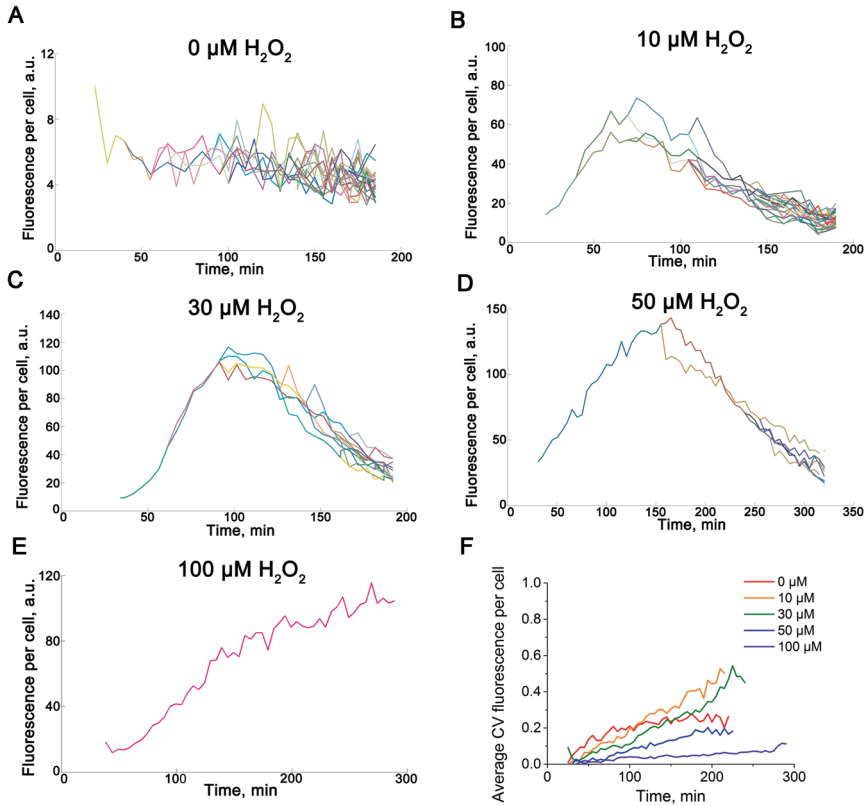 A
0 µM H₂O₂
Fluorescence per cell, a.u.
12
8
4
0
0 50 100 150 200
Time, min
B
10 µM H₂O₂
Fluorescence per cell, a.u.
100
80
60
40
20
0
0 50 100 150 200
Time, min
C
30 µM H₂O₂
Fluorescence per cell, a.u.
140
120
100
80
60
40
20
0
0 50 100 150 200
Time, min
D
50 µM H₂O₂
Fluorescence per cell, a.u.
150
100
50
0
0 50 100 150 200 250 300 350
Time, min
E
100 µM H₂O₂
Fluorescence per cell, a.u.
120
80
40
0
0 100 200 300
Time, min
F
Average CV fluorescence per cell
1.0
0.8
0.6
0.4
0.2
0.0
0 100 200 300
Time, min
0 µM
10 µM
30 µM
50 µM
100 µM